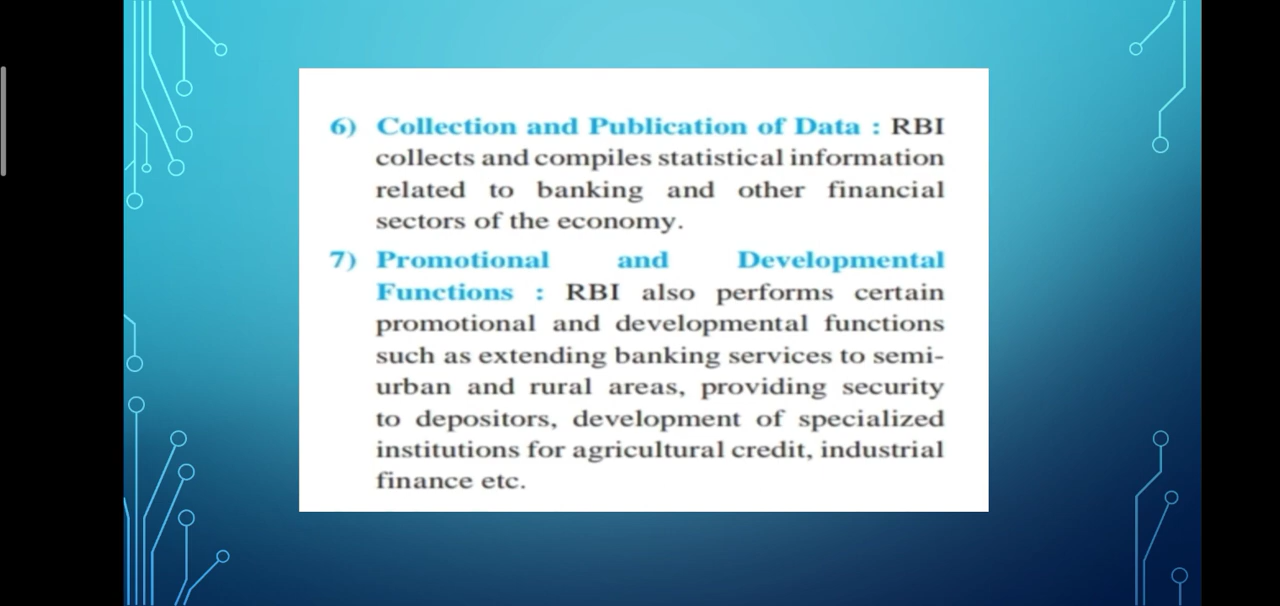 6) Collection and Publication of Data : RBI
collects and compiles statistical information
related to banking and other financial
sectors of the economy.
7) Promotional and Developmental
Functions : RBI also performs certain
promotional and developmental functions
such as extending banking services to semi-
urban and rural areas, providing security
to depositors, development of specialized
institutions for agricultural credit, industrial
finance etc.